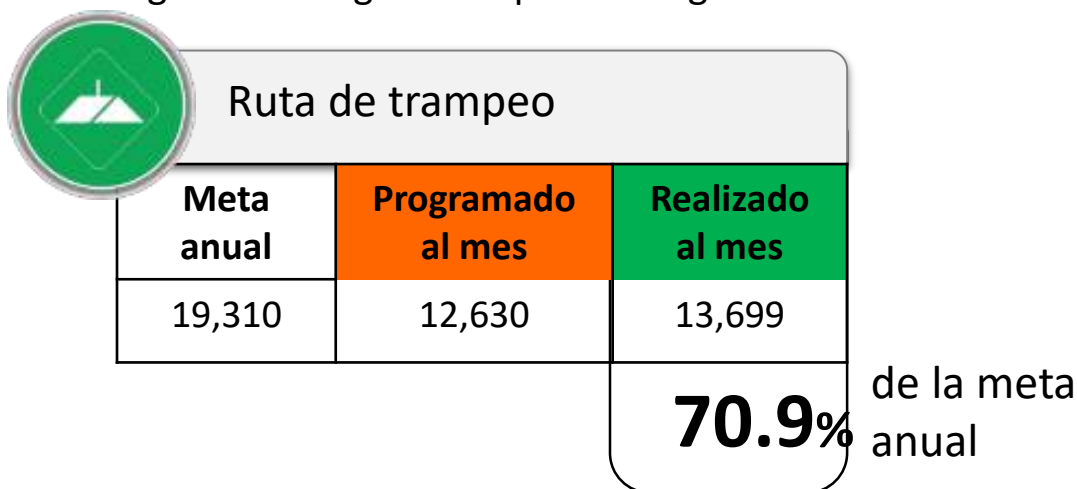 Ruta de trampeo
Meta anual
Programado al mes
Realizado al mes
19,310
12,630
13,699
70.9%
de la meta
anual